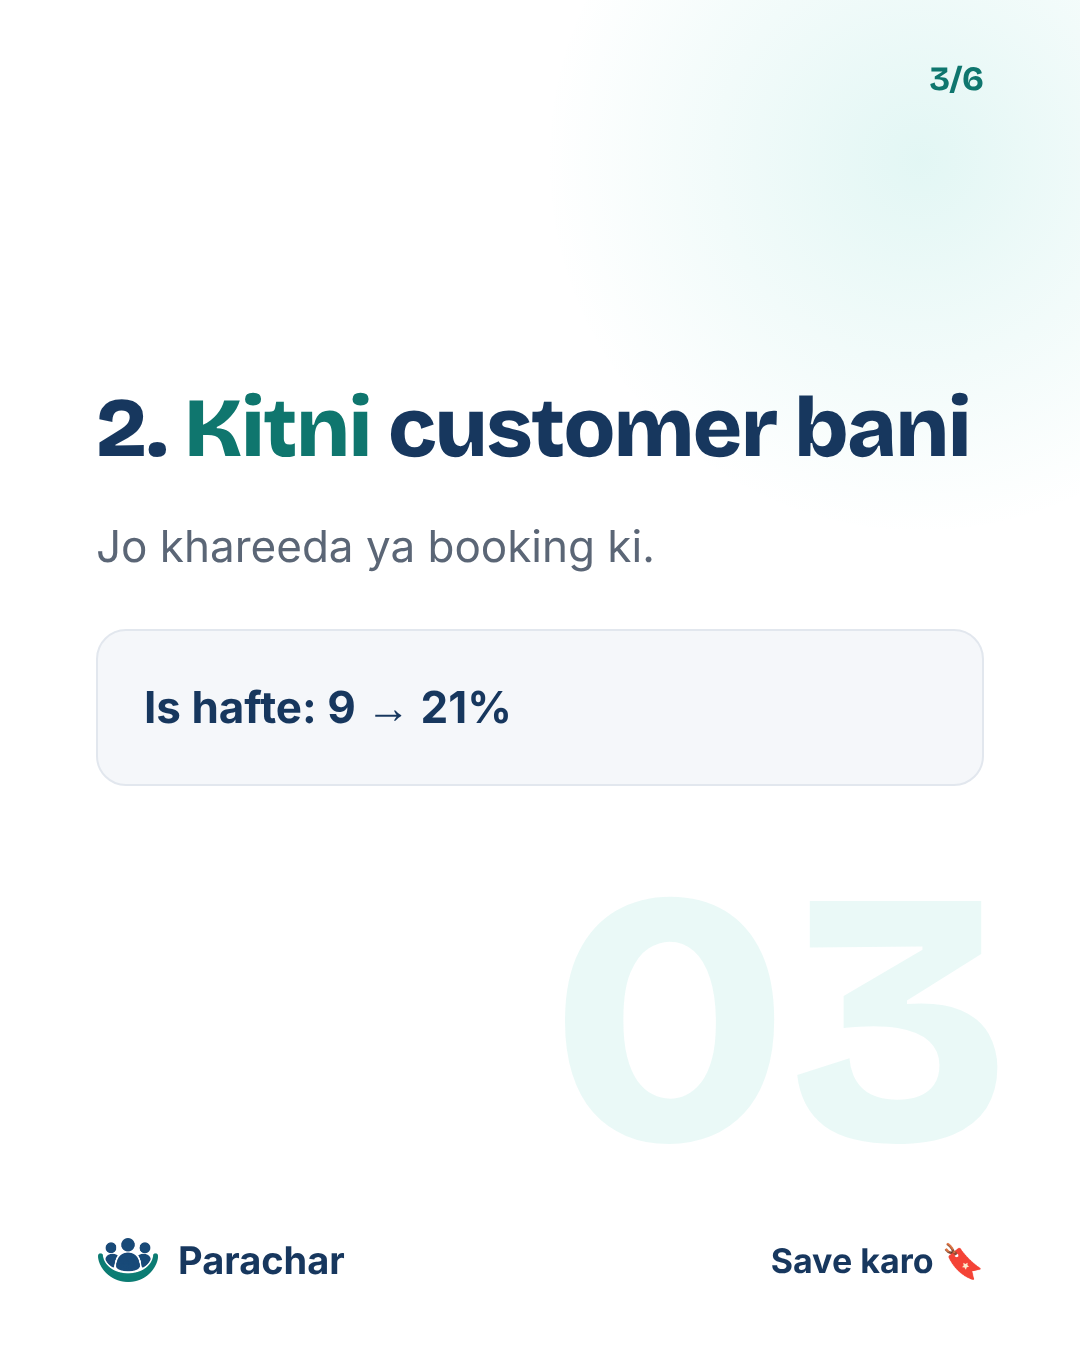 3/6
2. Kitni customer bani
Jo khareeda ya booking ki.
Is hafte: 9 → 21%
03
Parachar
Save karo 🔖